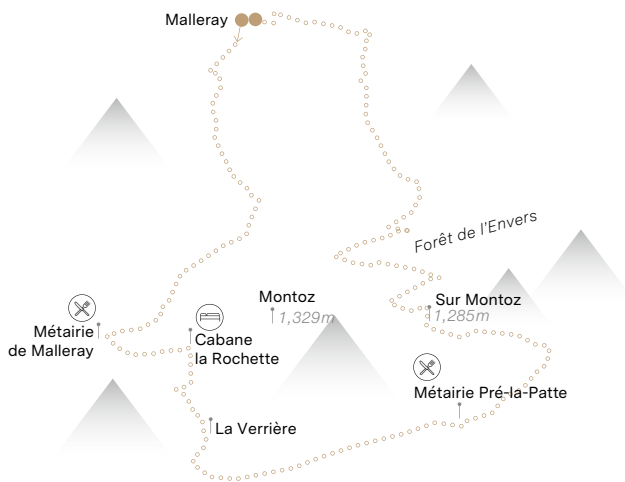 Malleray
Forêt de l'Envers
Montoz
1,329m
Sur Montoz
1,285m
Métairie
de Malleray
Cabane
la Rochette
Métairie Pré-la-Patte
La Verrière